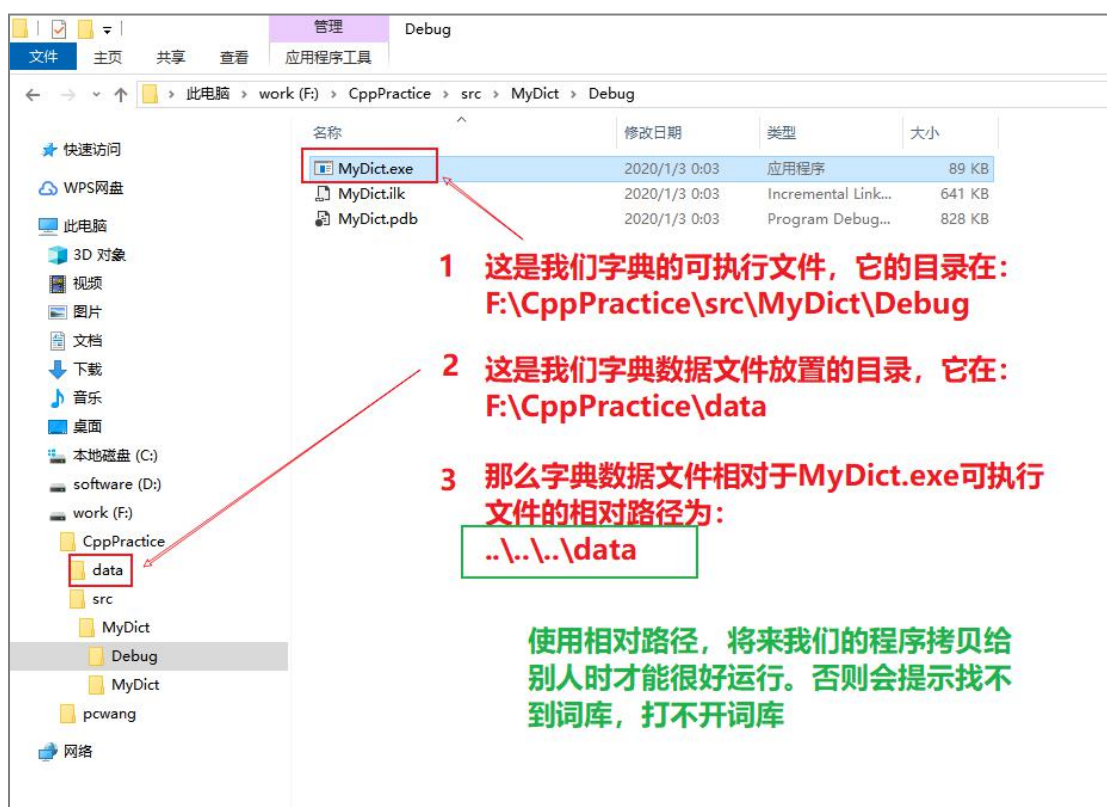 管理
Debug
文件
主页
共享
查看
应用程序工具
此电脑 > work (F:) > CppPractice > src > MyDict > Debug
名称
修改日期
类型
大小
MyDict.exe 2020/1/3 0:03 应用程序 89 KB
MyDict.ilk 2020/1/3 0:03 Incremental Link... 641 KB
MyDict.pdb 2020/1/3 0:03 Program Debug... 828 KB
快速访问
WPS网盘
此电脑
3D 对象
视频
图片
文档
下载
音乐
桌面
本地磁盘 (C:)
software (D:)
work (F:)
CppPractice
data
src
MyDict
Debug
MyDict
pcwang
网络
1 这是我们字典的可执行文件，它的目录在：
F:\CppPractice\src\MyDict\Debug
2 这是我们字典数据文件放置的目录，它在：
F:\CppPractice\data
3 那么字典数据文件相对于MyDict.exe可执行
文件的相对路径为：
..\..\..\data
使用相对路径，将来我们的程序拷贝给
别人时才能很好运行。否则会提示找不
到词库，打不开词库